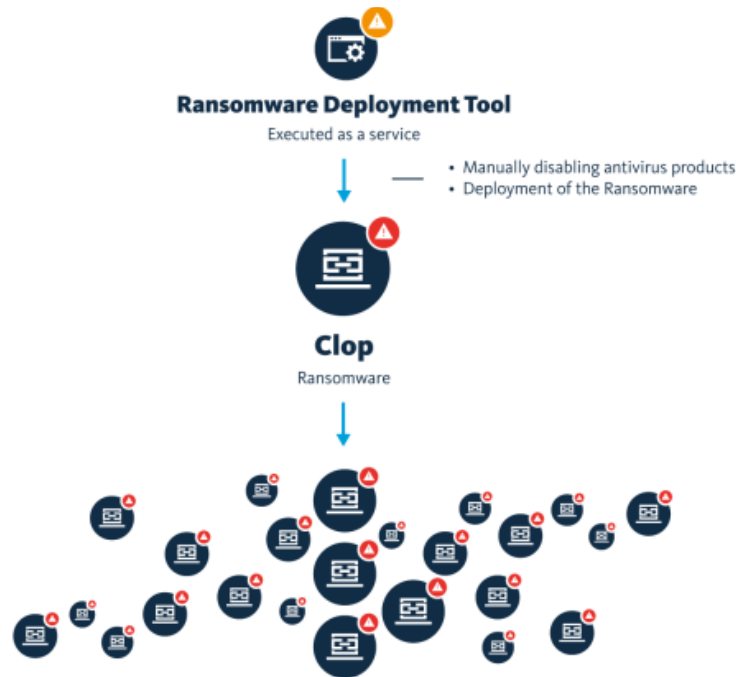 Ransomware Deployment Tool
Executed as a service
• Manually disabling antivirus products
• Deployment of the Ransomware
Clop
Ransomware